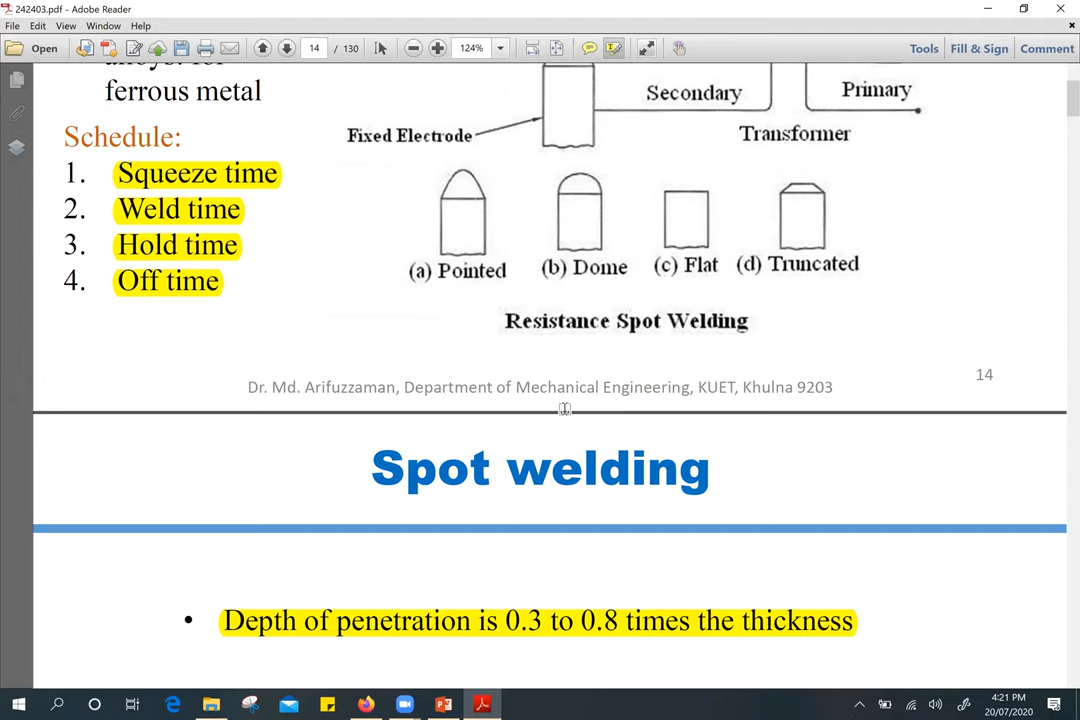 242403.pdf - Adobe Reader
File Edit View Window Help
Open 14 / 130 124% Tools Fill & Sign Comment
alloys. for
ferrous metal
Schedule:
1. Squeeze time
2. Weld time
3. Hold time
4. Off time
Secondary
Primary
Fixed Electrode
Transformer
(a) Pointed (b) Dome (c) Flat (d) Truncated
Resistance Spot Welding
Dr. Md. Arifuzzaman, Department of Mechanical Engineering, KUET, Khulna 9203
14
Spot welding
• Depth of penetration is 0.3 to 0.8 times the thickness
4:21 PM
20/07/2020